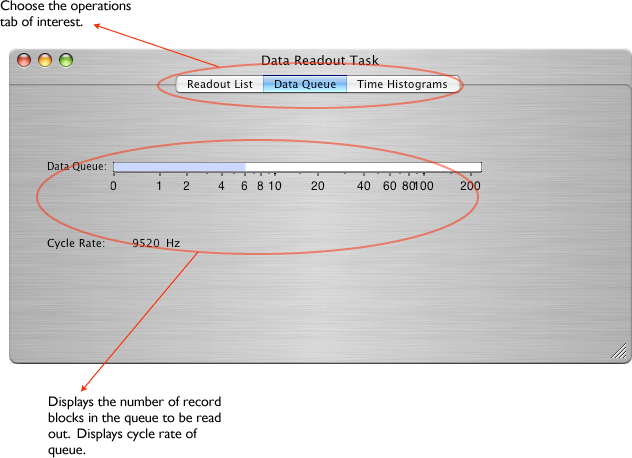 Choose the operations
tab of interest.
Data Readout Task
Readout List Data Queue Time Histograms
Data Queue:
0 1 2 4 6 8 10 20 40 60 80 100 200
Cycle Rate: 9520 Hz
Displays the number of record
blocks in the queue to be read
out. Displays cycle rate of
queue.